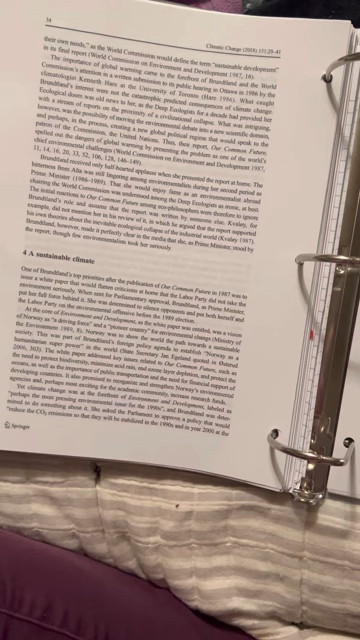 34
Climatic Change (2018) 151:29–41
their own needs," as the World Commission would define the term "sustainable development"
in its final report (World Commission on Environment and Development 1987, 16).
The importance of global warming came to the forefront of Brundtland and the World
Commission's attention in a written submission to its public hearing in Ottawa in 1986 by the
climatologist Kenneth Hare at the University of Toronto (Hare 1986). What caught
Brundtland's interest were not the catastrophic predicted consequences of climate change.
Ecological doom was old news to her, as the Deep Ecologists for a decade had provided her
with a stream of reports on the proximity of a civilizational collapse. What was intriguing,
however, was the possibility of moving the environmental debate into a new scientific domain,
and perhaps, in the process, creating a new global political regime that would speak to the
patron of the Commission, the United Nations. Thus, their report, Our Common Future,
spelled out the dangers of global warming by presenting the problem as one of the world's
chief environmental challenges (World Commission on Environment and Development 1987,
11, 14, 16, 20, 33, 52, 106, 128, 146–149).
Brundtland received only half-hearted applause when she presented the report at home. The
bitterness from Alta was still lingering among environmentalists during her second period as
Prime Minister (1986–1989). That she would enjoy fame as an environmentalist abroad
chairing the World Commission was understood among the Deep Ecologists as ironic, at best.
The initial reactions to Our Common Future among eco-philosophers were therefore to ignore
Brundtland's role and assume that the report was written by someone else. Kvaløy, for
example, did not mention her in his review of it, in which he argued that the report supported
his own theories about the inevitable ecological collapse of the industrial world (Kvaløy 1987).
Brundtland, however, made it perfectly clear in the media that she, as Prime Minister, stood by
the report, though few environmentalists took her seriously.
4 A sustainable climate
One of Brundtland's top priorities after the publication of Our Common Future in 1987 was to
issue a white paper that would flatten criticisms at home that the Labor Party did not take the
environment seriously. When sent for Parliamentary approval, Brundtland, as Prime Minister,
put her full force behind it. She was determined to silence opponents and put both herself and
the Labor Party on the environmental offensive before the 1989 election.
At the core of Environment and Development, as the white paper was entitled, was a vision
of Norway as "a driving force" and a "pioneer country" for environmental change (Ministry of
the Environment 1989, 8). Norway was to show the world the path towards a sustainable
society. This was part of Brundtland's foreign policy agenda to establish "Norway as a
humanitarian super power" in the world (State Secretary Jan Egeland quoted in Østerud
2006, 303). The white paper addressed key issues related to Our Common Future, such as
the need to protect biodiversity, minimize acid rain, and ozone layer depletion, and protect the
oceans, as well as the importance of public transportation and the need for financial support of
developing countries. It also promised to reorganize and strengthen Norway's environmental
agencies and, perhaps most exciting for the academic community, increase research funds.
Yet climate change was at the forefront of Environment and Development, labeled as
"perhaps the most pressing environmental issue for the 1990s", and Brundtland was deter-
mined to do something about it. She asked the Parliament to approve a policy that would
"reduce the CO2 emissions so that they will be stabilized in the 1990s and in year 2000 at the
Springer